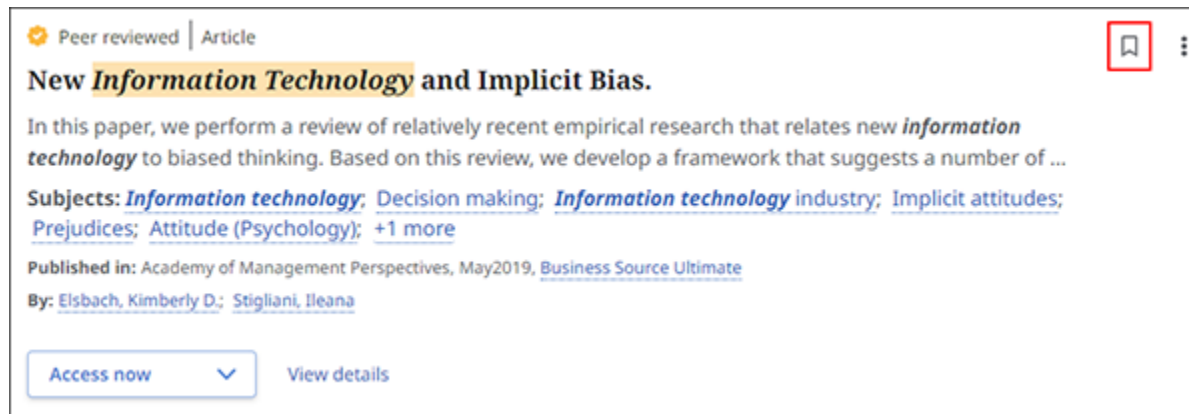 Peer reviewed | Article
New Information Technology and Implicit Bias.
In this paper, we perform a review of relatively recent empirical research that relates new information
technology to biased thinking. Based on this review, we develop a framework that suggests a number of ...
Subjects: Information technology; Decision making; Information technology industry; Implicit attitudes;
Prejudices; Attitude (Psychology); +1 more
Published in: Academy of Management Perspectives, May2019, Business Source Ultimate
By: Elsbach, Kimberly D.; Stigliani, Ileana
Access now
View details